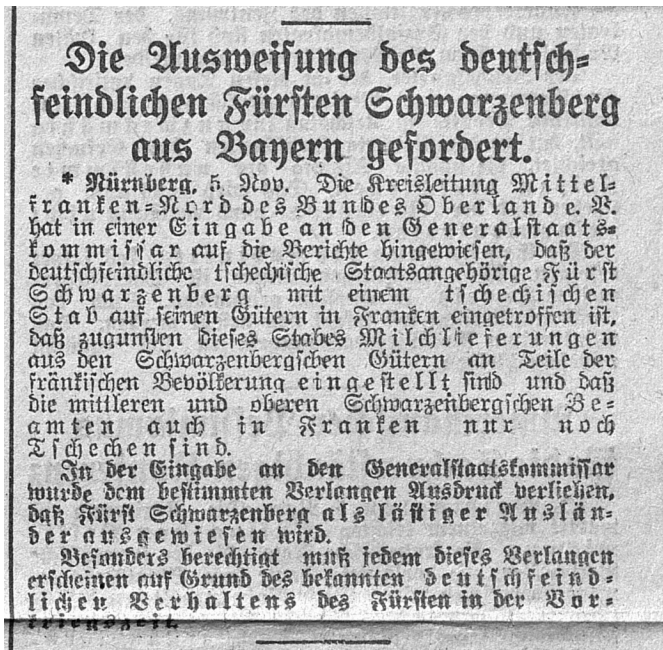 Die Ausweisung des deutsch-
feindlichen Fürsten Schwarzenberg
aus Bayern gefordert.
* Nürnberg, 5. Nov. Die Kreisleitung Mittel-
franken-Nord des Bundes Oberland e. V.
hat in einer Eingabe an den Generalstaats-
kommissar auf die Berichte hingewiesen, daß der
deutschfeindliche tschechische Staatsangehörige Fürst
Schwarzenberg mit einem tschechischen
Stab auf seinen Gütern in Franken eingetroffen ist,
daß zugunsten dieses Stabes Milchlieferungen
aus den Schwarzenbergschen Gütern an Teile der
fränkischen Bevölkerung eingestellt sind und daß
die mittleren und oberen Schwarzenbergschen Be-
amten auch in Franken nur noch
Tschechen sind.
In der Eingabe an den Generalstaatskommissar
wurde dem bestimmten Verlangen Ausdruck verliehen,
daß Fürst Schwarzenberg als lästiger Auslän-
der ausgewiesen wird.
Besonders berechtigt muß jedem dieses Verlangen
erscheinen auf Grund des bekannten deutschfeind-
lichen Verhaltens des Fürsten in der Vor-
kriegszeit.